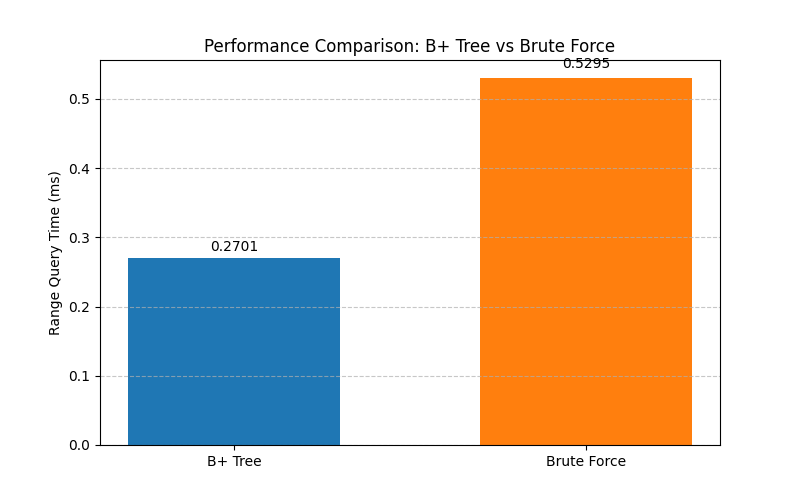 Performance Comparison: B+ Tree vs Brute Force
0.5295
0.5
0.4
0.3
0.2701
0.2
0.1
0.0
Range Query Time (ms)
B+ Tree
Brute Force